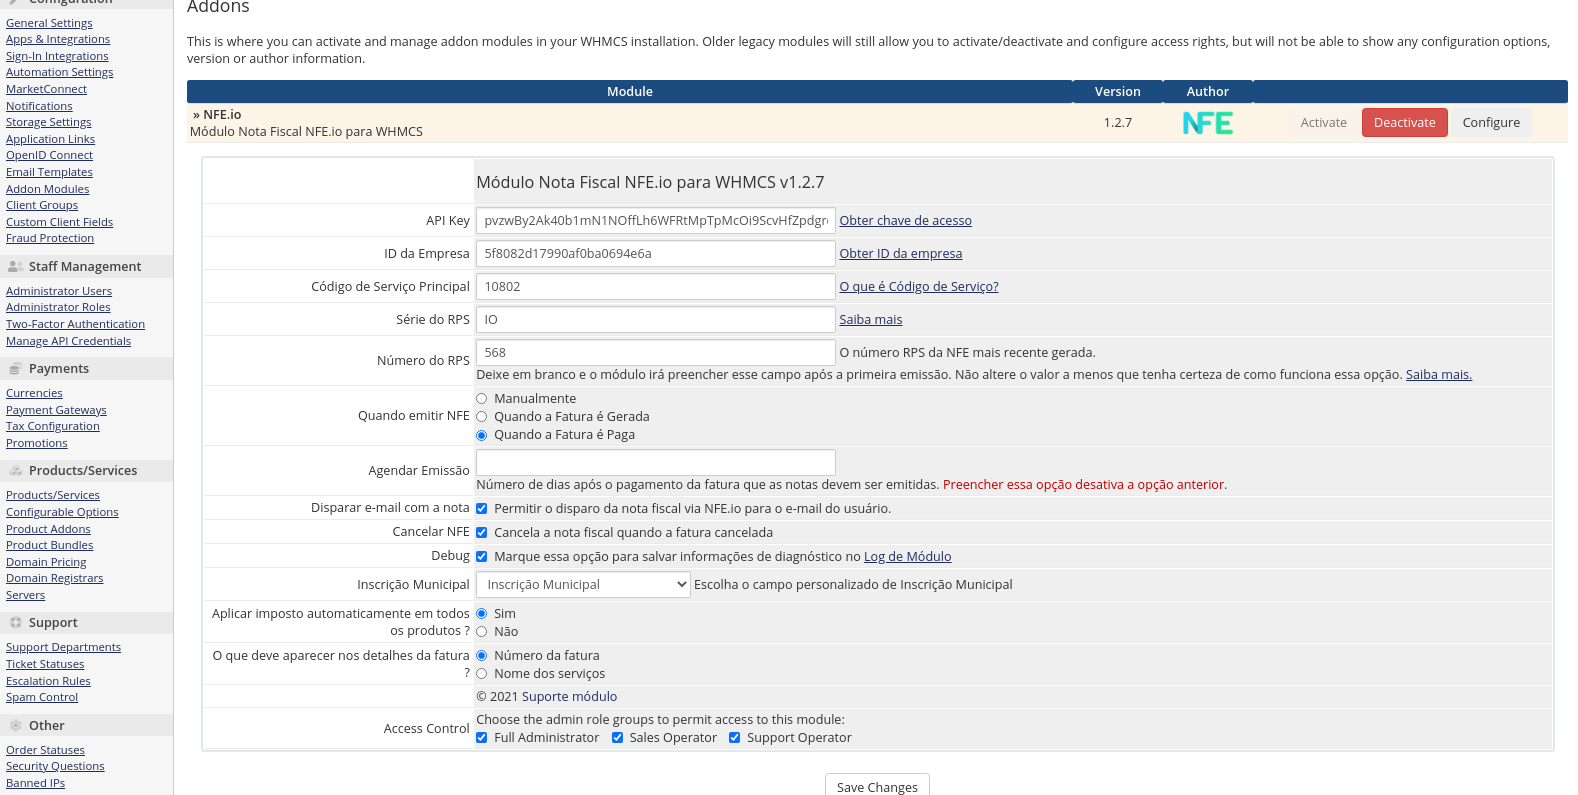 Configuration
General Settings
Apps & Integrations
Sign-In Integrations
Automation Settings
MarketConnect
Notifications
Storage Settings
Application Links
OpenID Connect
Email Templates
Addon Modules
Client Groups
Custom Client Fields
Fraud Protection
Staff Management
Administrator Users
Administrator Roles
Two-Factor Authentication
Manage API Credentials
Payments
Currencies
Payment Gateways
Tax Configuration
Promotions
Products/Services
Products/Services
Configurable Options
Product Addons
Product Bundles
Domain Pricing
Domain Registrars
Servers
Support
Support Departments
Ticket Statuses
Escalation Rules
Spam Control
Other
Order Statuses
Security Questions
Banned IPs
Addons
This is where you can activate and manage addon modules in your WHMCS installation. Older legacy modules will still allow you to activate/deactivate and configure access rights, but will not be able to show any configuration options,
version or author information.
Module Version Author
» NFE.io
Módulo Nota Fiscal NFE.io para WHMCS
1.2.7 NFE Activate Deactivate Configure
Módulo Nota Fiscal NFE.io para WHMCS v1.2.7
API Key pvzwBy2Ak40b1mN1NOffLh6WFRtMpTpMcOi9ScvHfZpdgr Obter chave de acesso
ID da Empresa 5f8082d17990af0ba0694e6a Obter ID da empresa
Código de Serviço Principal 10802 O que é Código de Serviço?
Série do RPS IO Saiba mais
Número do RPS 568 O número RPS da NFE mais recente gerada.
Deixe em branco e o módulo irá preencher esse campo após a primeira emissão. Não altere o valor a menos que tenha certeza de como funciona essa opção. Saiba mais.
Quando emitir NFE
Manualmente
Quando a Fatura é Gerada
Quando a Fatura é Paga
Agendar Emissão
Número de dias após o pagamento da fatura que as notas devem ser emitidas. Preencher essa opção desativa a opção anterior.
Disparar e-mail com a nota Permitir o disparo da nota fiscal via NFE.io para o e-mail do usuário.
Cancelar NFE Cancela a nota fiscal quando a fatura cancelada
Debug Marque essa opção para salvar informações de diagnóstico no Log de Módulo
Inscrição Municipal Inscrição Municipal Escolha o campo personalizado de Inscrição Municipal
Aplicar imposto automaticamente em todos
os produtos ?
Sim
Não
O que deve aparecer nos detalhes da fatura
?
Número da fatura
Nome dos serviços
© 2021 Suporte módulo
Access Control
Choose the admin role groups to permit access to this module:
Full Administrator Sales Operator Support Operator
Save Changes